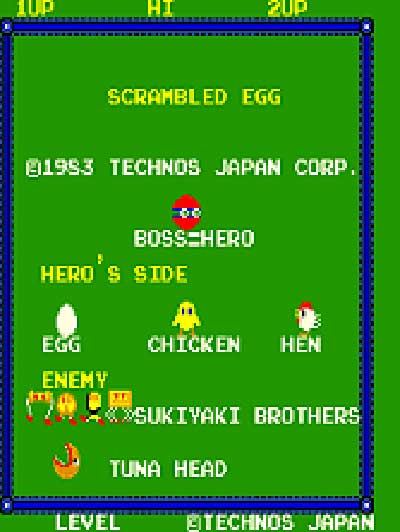 1UP HI 2UP
SCRAMBLED EGG
©1983 TECHNOS JAPAN CORP.
BOSS=HERO
HERO'S SIDE
EGG CHICKEN HEN
ENEMY
SUKIYAKI BROTHERS
TUNA HEAD
LEVEL ©TECHNOS JAPAN